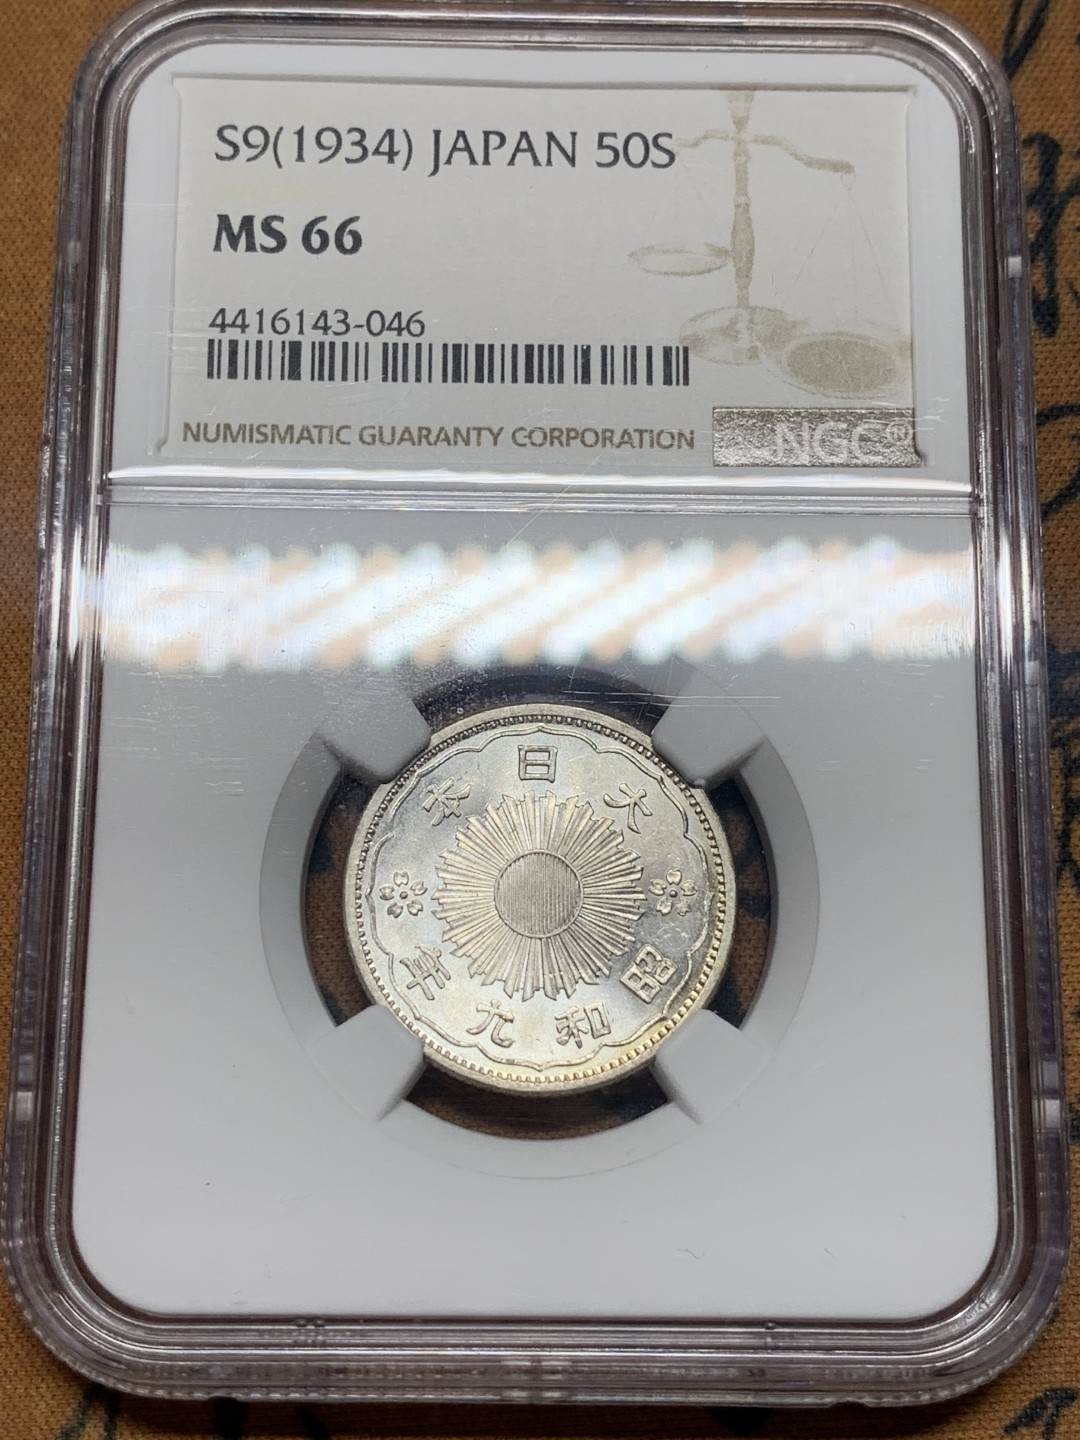 S9(1934) JAPAN 50S
MS 66
4416143-046
NUMISMATIC GUARANTY CORPORATION
NGC®
大日本
昭和九年